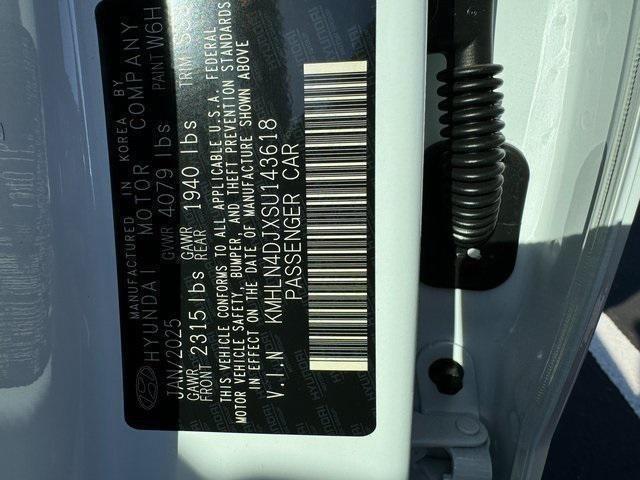 MANUFACTURED IN KOREA BY
HYUNDAI MOTOR COMPANY
JAN/2025 GVWR 4079 lbs PAINT W6H
GAWR FRONT 2315 lbs GAWR REAR 1940 lbs TRIM
THIS VEHICLE CONFORMS TO ALL APPLICABLE U.S.A. FEDERAL
MOTOR VEHICLE SAFETY, BUMPER, AND THEFT PREVENTION STANDARDS
IN EFFECT ON THE DATE OF MANUFACTURE SHOWN ABOVE
V.I.N KMHLN4DJXSU143618
PASSENGER CAR